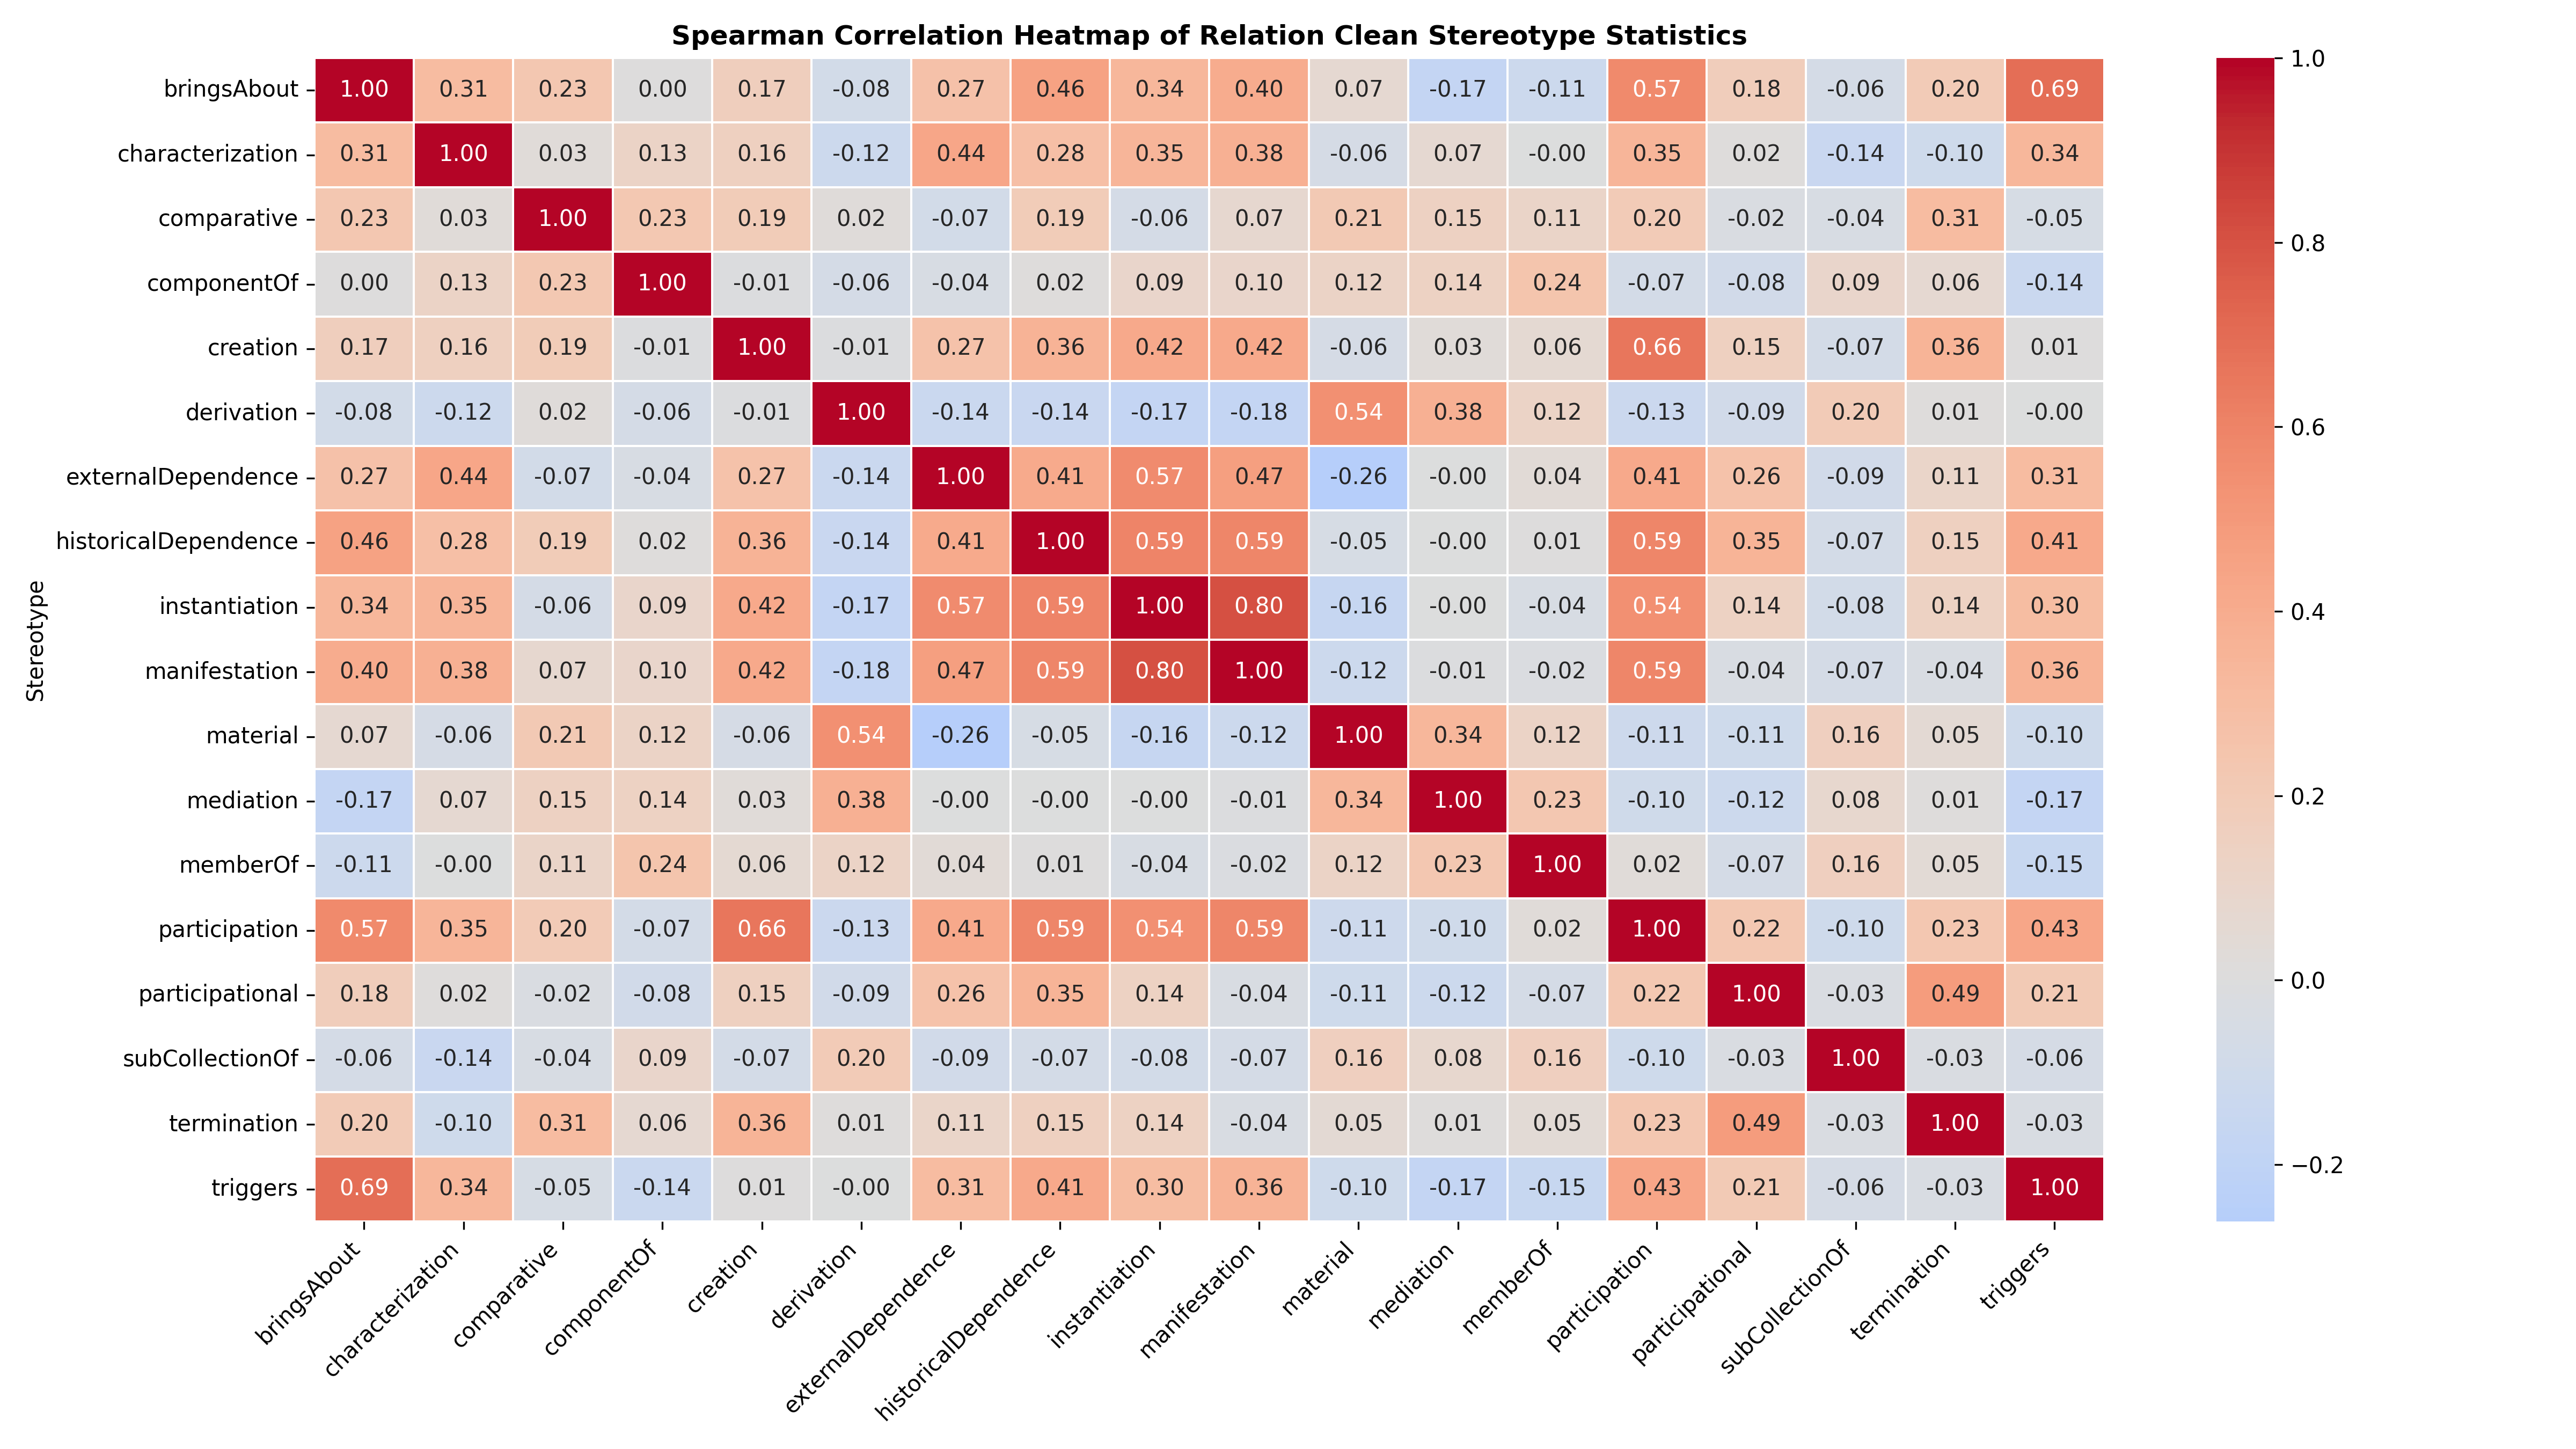 Spearman Correlation Heatmap of Relation Clean Stereotype Statistics
bringsAbout 1.00 0.31 0.23 0.00 0.17 -0.08 0.27 0.46 0.34 0.40 0.07 -0.17 -0.11 0.57 0.18 -0.06 0.20 0.69
characterization 0.31 1.00 0.03 0.13 0.16 -0.12 0.44 0.28 0.35 0.38 -0.06 0.07 -0.00 0.35 0.02 -0.14 -0.10 0.34
comparative 0.23 0.03 1.00 0.23 0.19 0.02 -0.07 0.19 -0.06 0.07 0.21 0.15 0.11 0.20 -0.02 -0.04 0.31 -0.05
componentOf 0.00 0.13 0.23 1.00 -0.01 -0.06 -0.04 0.02 0.09 0.10 0.12 0.14 0.24 -0.07 -0.08 0.09 0.06 -0.14
creation 0.17 0.16 0.19 -0.01 1.00 -0.01 0.27 0.36 0.42 0.42 -0.06 0.03 0.06 0.66 0.15 -0.07 0.36 0.01
derivation -0.08 -0.12 0.02 -0.06 -0.01 1.00 -0.14 -0.14 -0.17 -0.18 0.54 0.38 0.12 -0.13 -0.09 0.20 0.01 -0.00
externalDependence 0.27 0.44 -0.07 -0.04 0.27 -0.14 1.00 0.41 0.57 0.47 -0.26 -0.00 0.04 0.41 0.26 -0.09 0.11 0.31
historicalDependence 0.46 0.28 0.19 0.02 0.36 -0.14 0.41 1.00 0.59 0.59 -0.05 -0.00 0.01 0.59 0.35 -0.07 0.15 0.41
instantiation 0.34 0.35 -0.06 0.09 0.42 -0.17 0.57 0.59 1.00 0.80 -0.16 -0.00 -0.04 0.54 0.14 -0.08 0.14 0.30
manifestation 0.40 0.38 0.07 0.10 0.42 -0.18 0.47 0.59 0.80 1.00 -0.12 -0.01 -0.02 0.59 -0.04 -0.07 -0.04 0.36
material 0.07 -0.06 0.21 0.12 -0.06 0.54 -0.26 -0.05 -0.16 -0.12 1.00 0.34 0.12 -0.11 -0.11 0.16 0.05 -0.10
mediation -0.17 0.07 0.15 0.14 0.03 0.38 -0.00 -0.00 -0.00 -0.01 0.34 1.00 0.23 -0.10 -0.12 0.08 0.01 -0.17
memberOf -0.11 -0.00 0.11 0.24 0.06 0.12 0.04 0.01 -0.04 -0.02 0.12 0.23 1.00 0.02 -0.07 0.16 0.05 -0.15
participation 0.57 0.35 0.20 -0.07 0.66 -0.13 0.41 0.59 0.54 0.59 -0.11 -0.10 0.02 1.00 0.22 -0.10 0.23 0.43
participational 0.18 0.02 -0.02 -0.08 0.15 -0.09 0.26 0.35 0.14 -0.04 -0.11 -0.12 -0.07 0.22 1.00 -0.03 0.49 0.21
subCollectionOf -0.06 -0.14 -0.04 0.09 -0.07 0.20 -0.09 -0.07 -0.08 -0.07 0.16 0.08 0.16 -0.10 -0.03 1.00 -0.03 -0.06
termination 0.20 -0.10 0.31 0.06 0.36 0.01 0.11 0.15 0.14 -0.04 0.05 0.01 0.05 0.23 0.49 -0.03 1.00 -0.03
triggers 0.69 0.34 -0.05 -0.14 0.01 -0.00 0.31 0.41 0.30 0.36 -0.10 -0.17 -0.15 0.43 0.21 -0.06 -0.03 1.00
Stereotype
bringsAbout
characterization
comparative
componentOf
creation
derivation
externalDependence
historicalDependence
instantiation
manifestation
material
mediation
memberOf
participation
participational
subCollectionOf
termination
triggers
1.0
0.8
0.6
0.4
0.2
0.0
−0.2